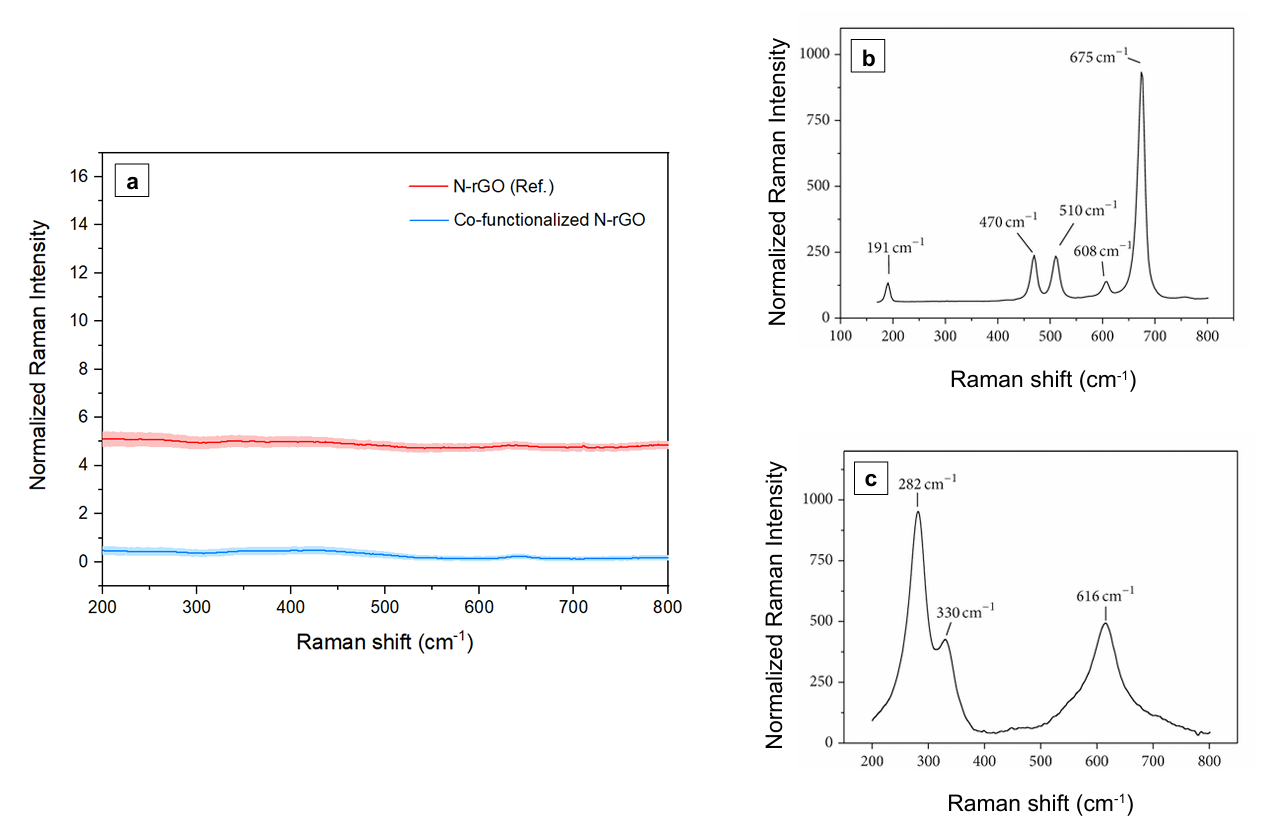 a
N-rGO (Ref.)
Co-functionalized N-rGO
Normalized Raman Intensity
16
14
12
10
8
6
4
2
0
200 300 400 500 600 700 800
Raman shift (cm⁻¹)
b
675 cm⁻¹
470 cm⁻¹
510 cm⁻¹
191 cm⁻¹
608 cm⁻¹
Normalized Raman Intensity
1000
750
500
250
0
100 200 300 400 500 600 700 800
Raman shift (cm⁻¹)
c
282 cm⁻¹
330 cm⁻¹
616 cm⁻¹
Normalized Raman Intensity
1000
750
500
250
0
200 300 400 500 600 700 800
Raman shift (cm⁻¹)